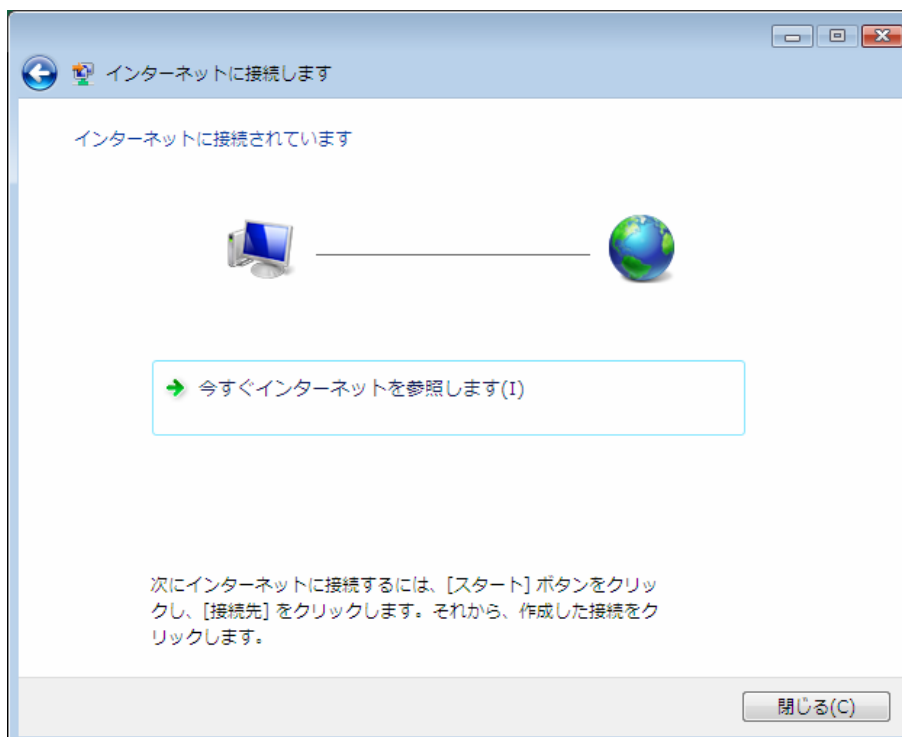 インターネットに接続します
インターネットに接続されています
今すぐインターネットを参照します(I)
次にインターネットに接続するには、[スタート] ボタンをクリッ
クし、[接続先] をクリックします。それから、作成した接続をク
リックします。
閉じる(C)